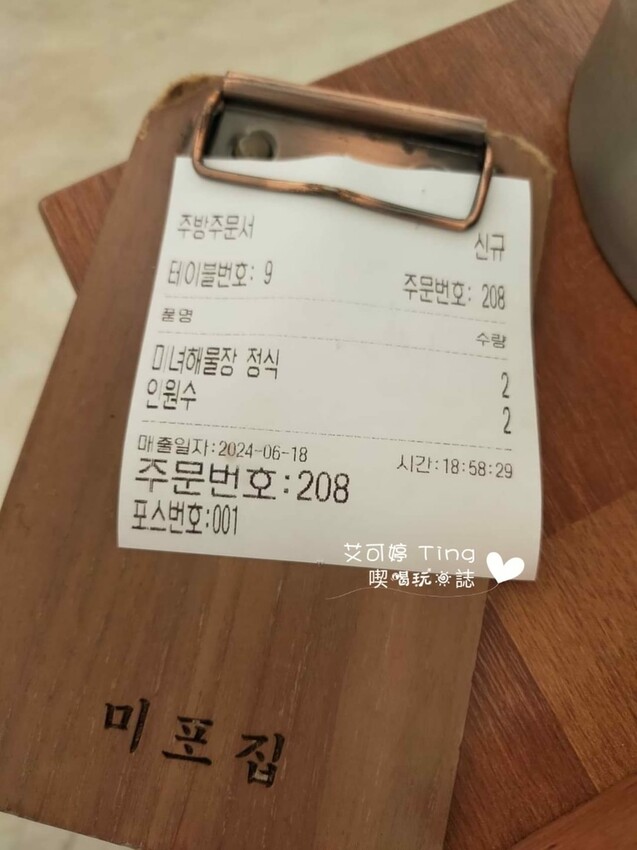 주방주문서 신규
테이블번호: 9 주문번호: 208
품명 수량
미녀해물장 정식 2
인원수 2
매출일자:2024-06-18 시간:18:58:29
주문번호:208
포스번호:001
艾可婷 Ting
喫喝玩樂誌
미포집